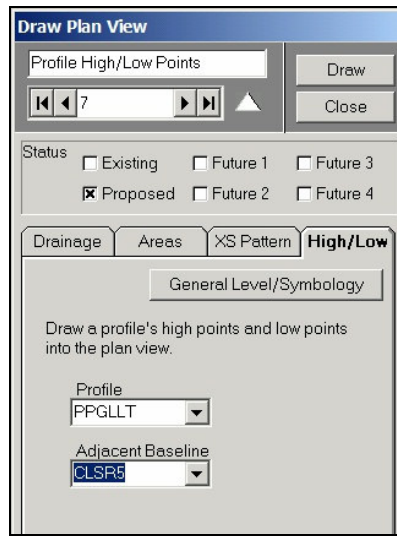 Draw Plan View
Profile High/Low Points
Draw
7
Close
Status
Existing Future 1 Future 3
Proposed Future 2 Future 4
Drainage Areas XS Pattern High/Low
General Level/Symbology
Draw a profile's high points and low points
into the plan view.
Profile
PPGLLT
Adjacent Baseline
CLSR5